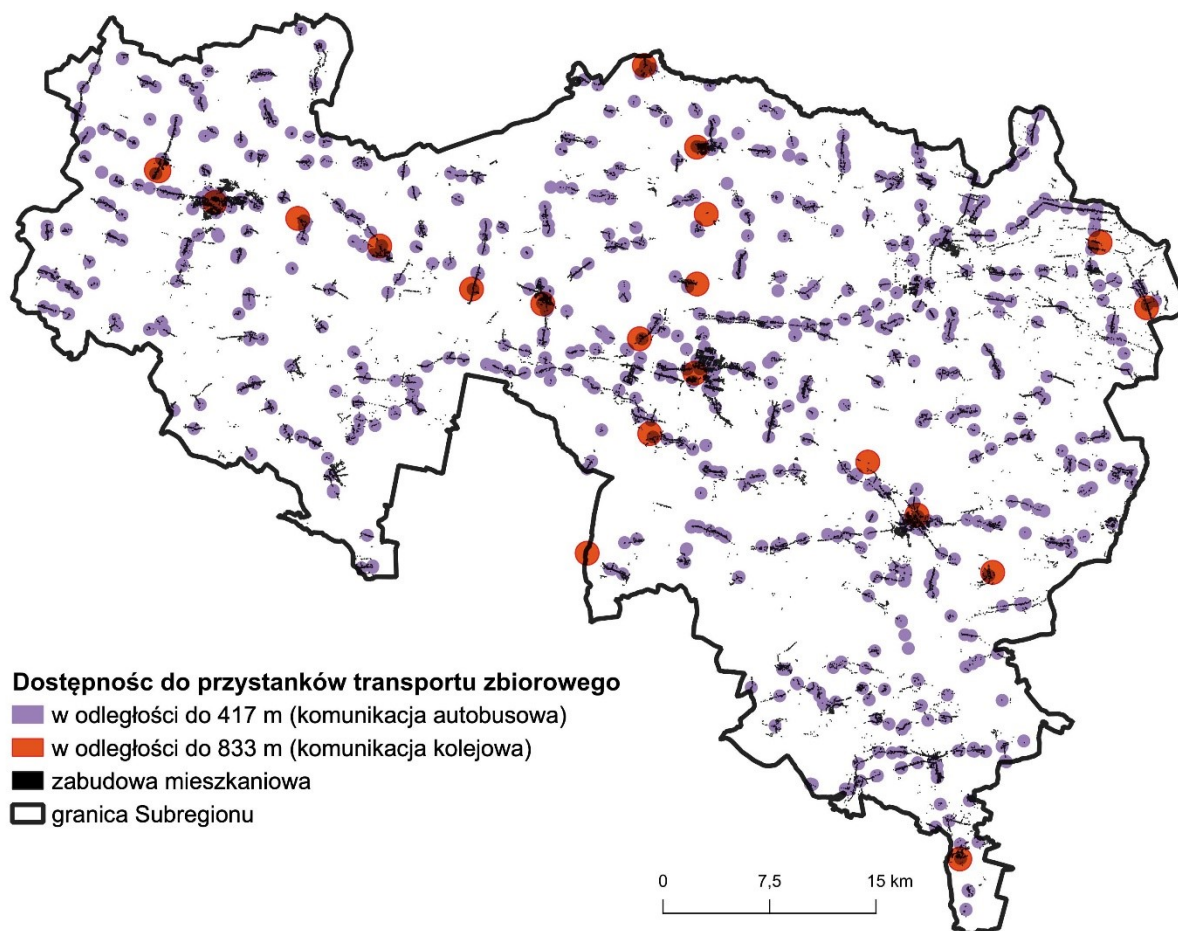 Dostępnośc do przystanków transportu zbiorowego
w odległości do 417 m (komunikacja autobusowa)
w odległości do 833 m (komunikacja kolejowa)
zabudowa mieszkaniowa
granica Subregionu
0 7,5 15 km